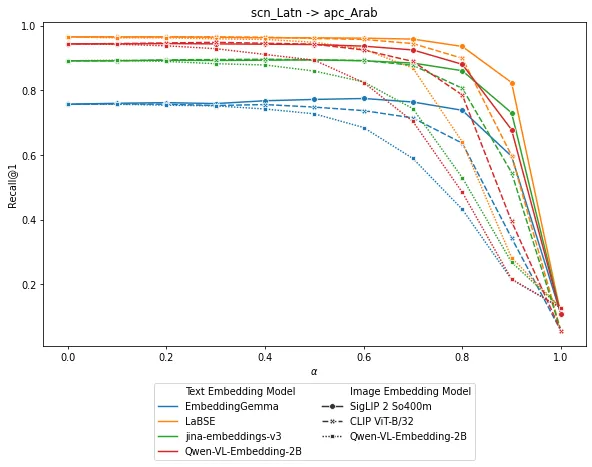 scn_Latn -> apc_Arab
1.0
0.8
0.6
0.4
0.2
Recall@1
0.0 0.2 0.4 0.6 0.8 1.0
α
Text Embedding Model
EmbeddingGemma
LaBSE
jina-embeddings-v3
Qwen-VL-Embedding-2B
Image Embedding Model
SigLIP 2 So400m
CLIP ViT-B/32
Qwen-VL-Embedding-2B